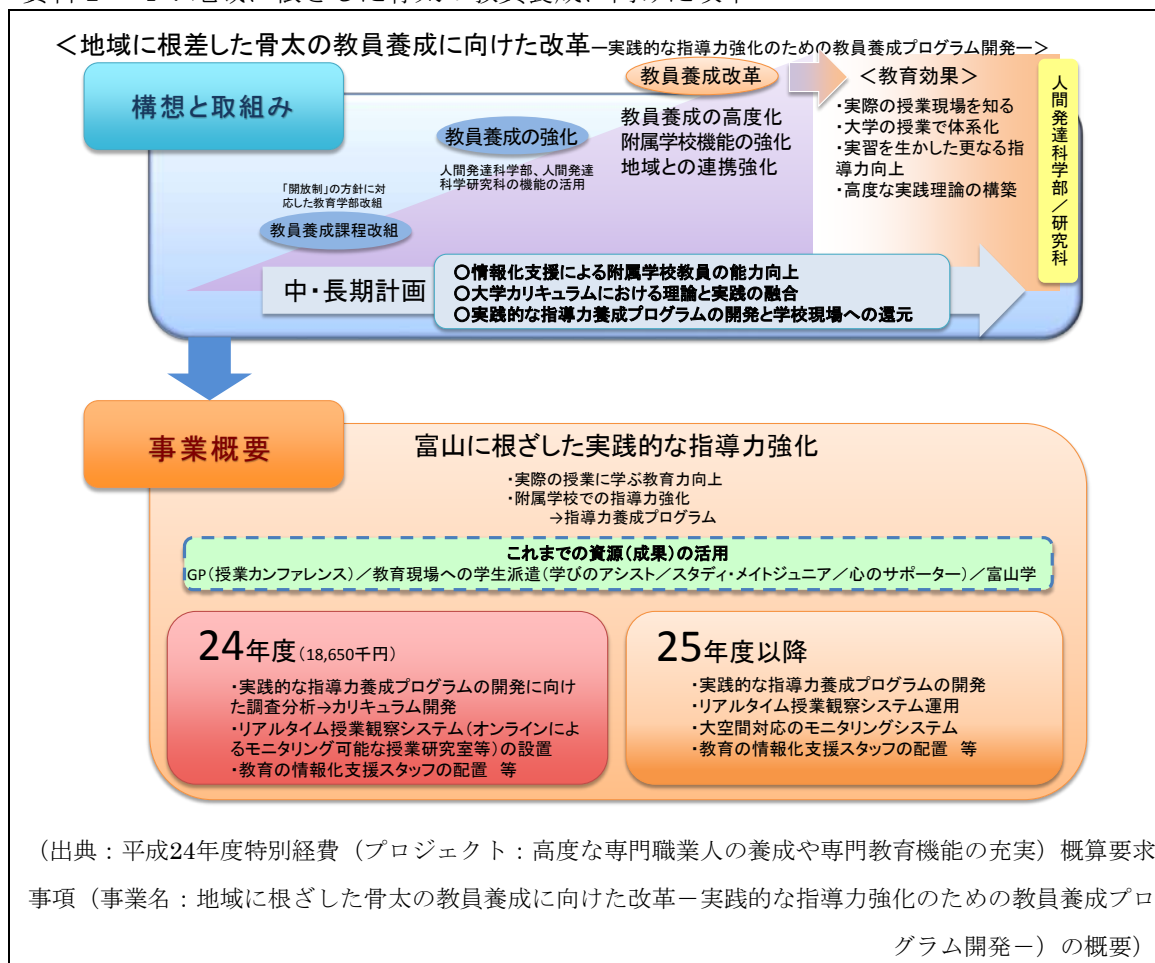 ＜地域に根差した骨太の教員養成に向けた改革－実践的な指導力強化のための教員養成プログラム開発－＞
構想と取組み
教員養成改革
＜教育効果＞
・実際の授業現場を知る
・大学の授業で体系化
・実習を生かした更なる指
導力向上
・高度な実践理論の構築
人間発達科学部／研究科
教員養成の高度化
附属学校機能の強化
地域との連携強化
教員養成の強化
人間発達科学部、人間発達
科学研究科の機能の活用
「開放制」の方針に対
応した教育学部改組
教員養成課程改組
中・長期計画
○情報化支援による附属学校教員の能力向上
○大学カリキュラムにおける理論と実践の融合
○実践的な指導力養成プログラムの開発と学校現場への還元
事業概要
富山に根ざした実践的な指導力強化
・実際の授業に学ぶ教育力向上
・附属学校での指導力強化
→指導力養成プログラム
これまでの資源（成果）の活用
GP（授業カンファレンス）／教育現場への学生派遣（学びのアシスト／スタディ・メイトジュニア／心のサポーター）／富山学
24年度（18,650千円）
・実践的な指導力養成プログラムの開発に向け
た調査分析→カリキュラム開発
・リアルタイム授業観察システム（オンラインによ
るモニタリング可能な授業研究室等）の設置
・教育の情報化支援スタッフの配置　等
25年度以降
・実践的な指導力養成プログラムの開発
・リアルタイム授業観察システム運用
・大空間対応のモニタリングシステム
・教育の情報化支援スタッフの配置　等
（出典：平成24年度特別経費（プロジェクト：高度な専門職業人の養成や専門教育機能の充実）概算要求
事項（事業名：地域に根ざした骨太の教員養成に向けた改革－実践的な指導力強化のための教員養成プロ
グラム開発－）の概要）